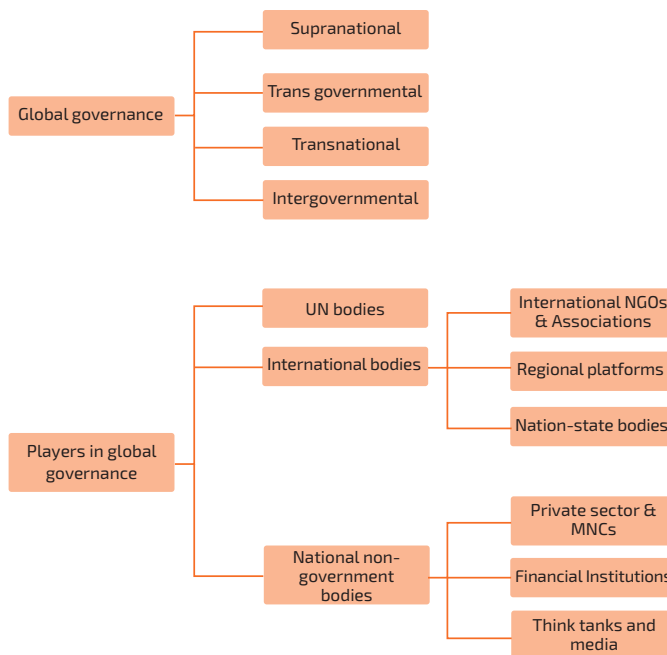 Supranational
Trans governmental
Global governance
Transnational
Intergovernmental
UN bodies
International bodies
International NGOs
& Associations
Regional platforms
Nation-state bodies
Players in global
governance
National non-
government
bodies
Private sector &
MNCs
Financial Institutions
Think tanks and
media